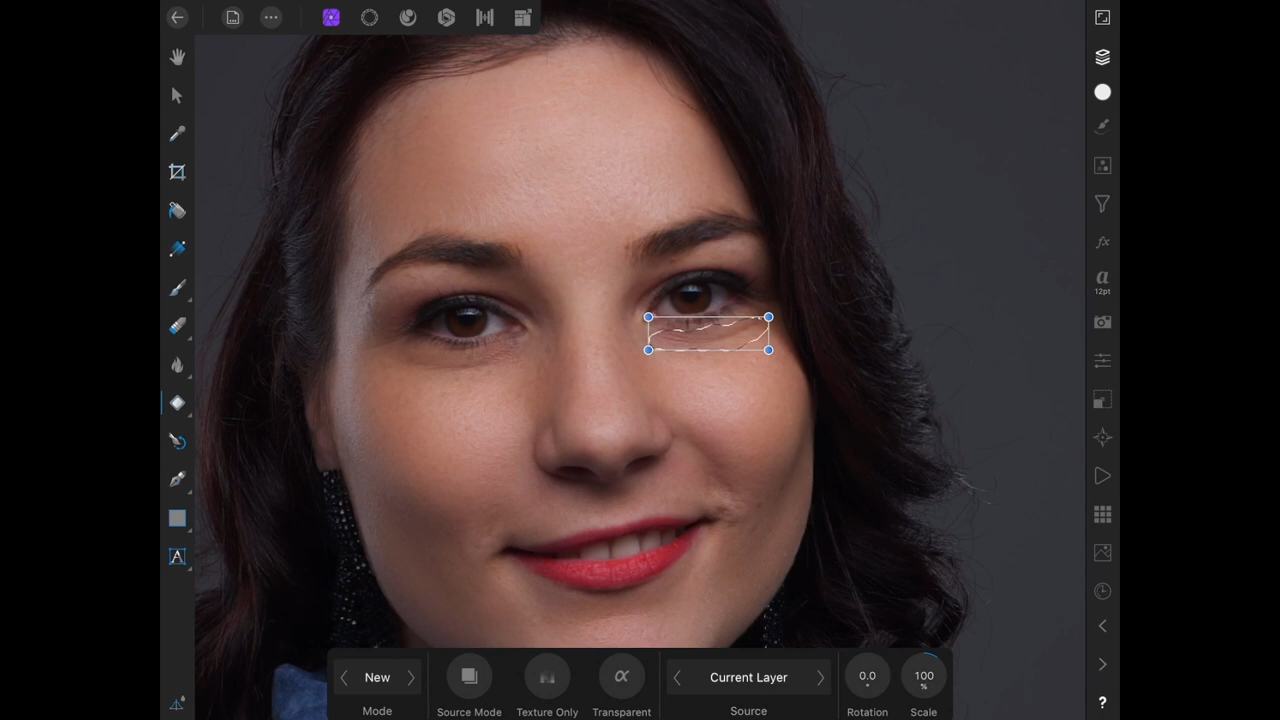 a
12pt
A
New
Mode
Source Mode
Texture Only
α
Transparent
Current Layer
Source
0.0
Rotation
100
%
Scale
?